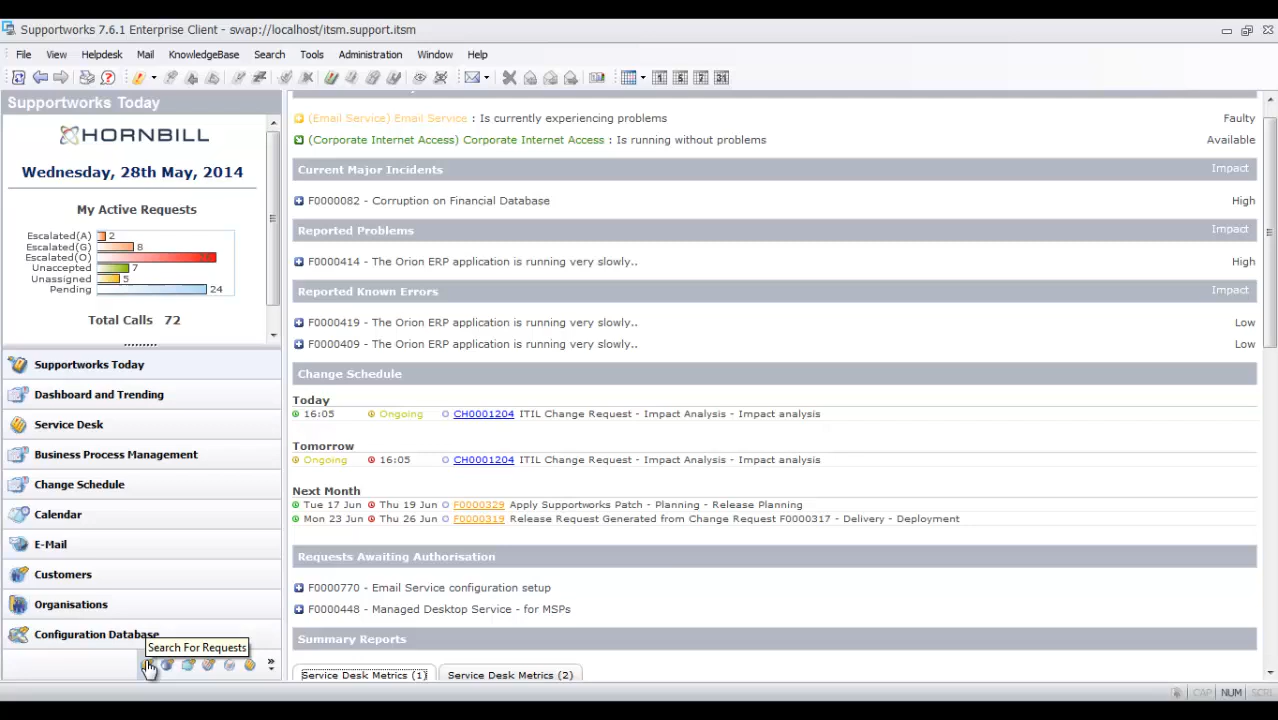 Supportworks 7.6.1 Enterprise Client - swap://localhost/itsm.support.itsm
File View Helpdesk Mail KnowledgeBase Search Tools Administration Window Help
Supportworks Today
HORNBILL
Wednesday, 28th May, 2014
My Active Requests
Escalated(A) 2
Escalated(G) 8
Escalated(O)
Unaccepted 7
Unassigned 5
Pending 24
Total Calls 72
Supportworks Today
Dashboard and Trending
Service Desk
Business Process Management
Change Schedule
Calendar
E-Mail
Customers
Organisations
Configuration Database
Search For Requests
(Email Service) Email Service : Is currently experiencing problems Faulty
(Corporate Internet Access) Corporate Internet Access : Is running without problems Available
Current Major Incidents Impact
F0000082 - Corruption on Financial Database High
Reported Problems Impact
F0000414 - The Orion ERP application is running very slowly.. High
Reported Known Errors Impact
F0000419 - The Orion ERP application is running very slowly.. Low
F0000409 - The Orion ERP application is running very slowly.. Low
Change Schedule
Today
16:05 Ongoing CH0001204 ITIL Change Request - Impact Analysis - Impact analysis
Tomorrow
Ongoing 16:05 CH0001204 ITIL Change Request - Impact Analysis - Impact analysis
Next Month
Tue 17 Jun Thu 19 Jun F0000329 Apply Supportworks Patch - Planning - Release Planning
Mon 23 Jun Thu 26 Jun F0000319 Release Request Generated from Change Request F0000317 - Delivery - Deployment
Requests Awaiting Authorisation
F0000770 - Email Service configuration setup
F0000448 - Managed Desktop Service - for MSPs
Summary Reports
Service Desk Metrics (1) Service Desk Metrics (2)
CAP NUM SCRL